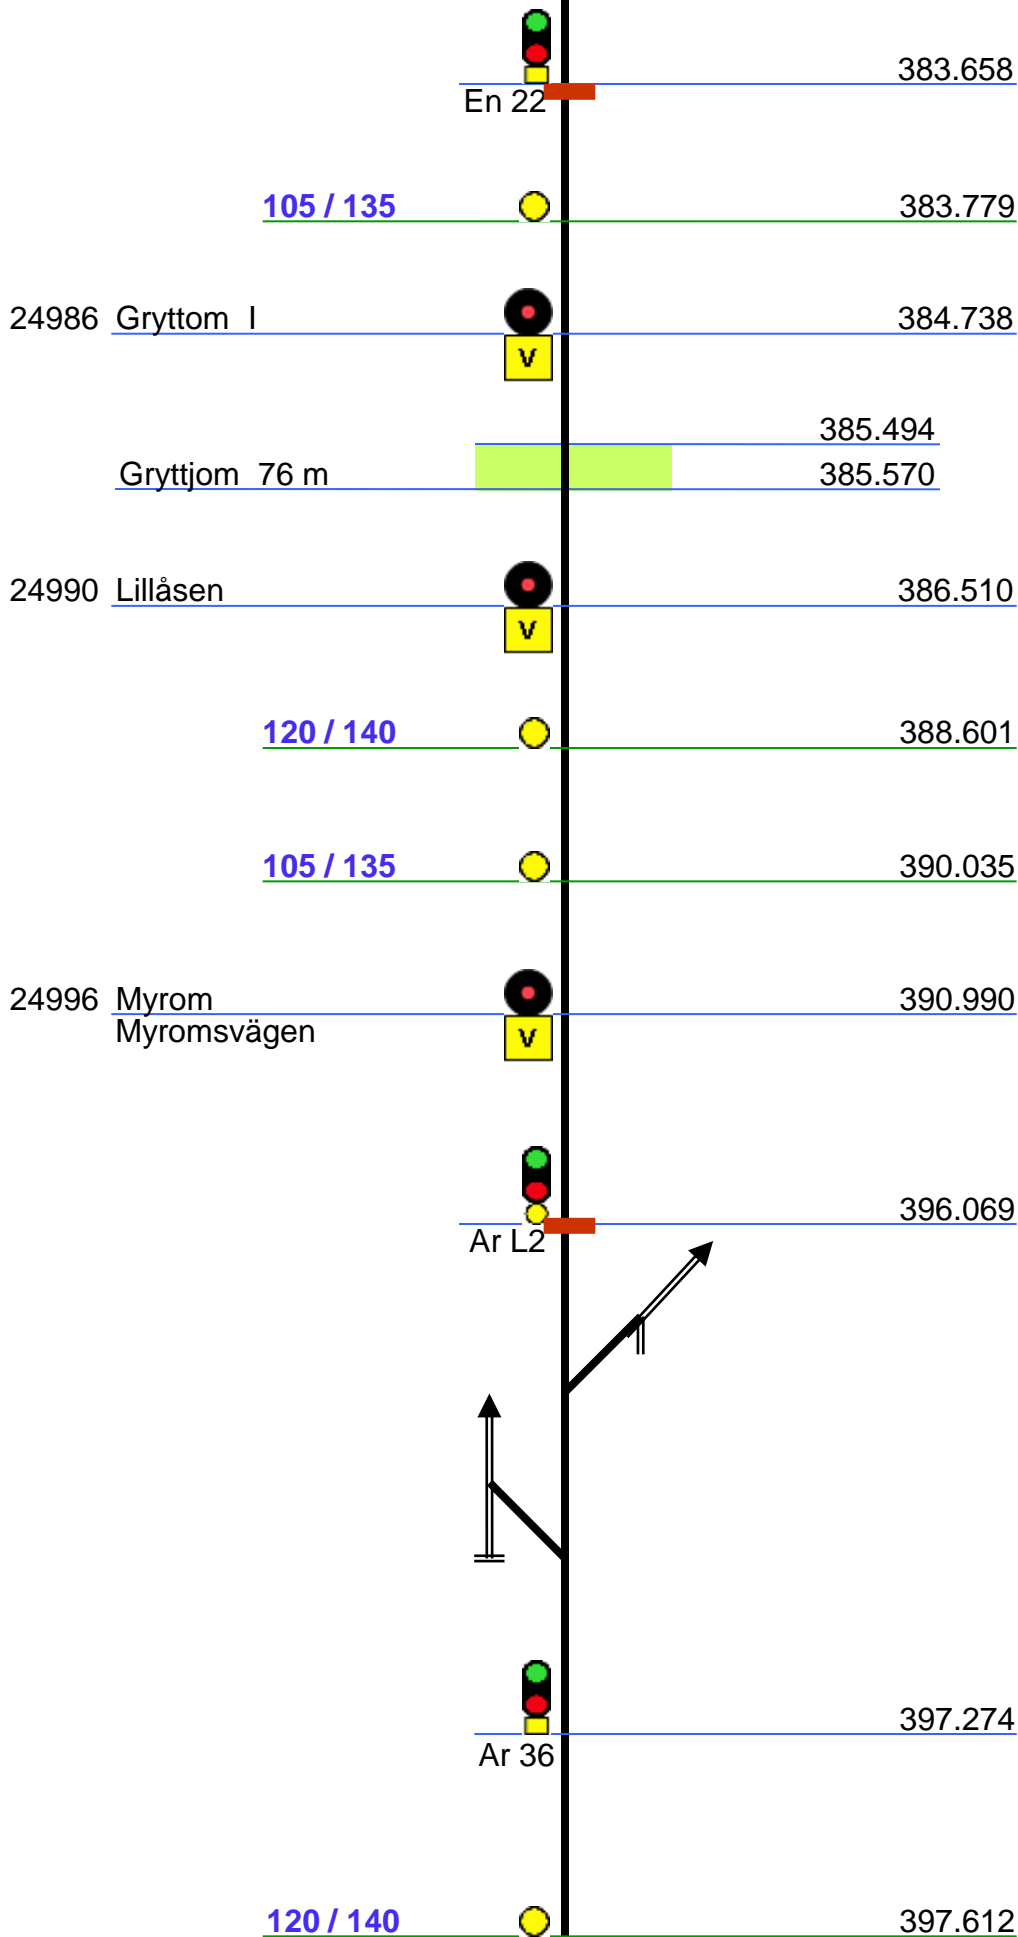 383.658
En 22
105 / 135 383.779
24986 Gryttom I 384.738
V
385.494
Gryttjom 76 m 385.570
24990 Lillåsen 386.510
V
120 / 140 388.601
105 / 135 390.035
24996 Myrom 390.990
Myromsvägen V
396.069
Ar L2
397.274
Ar 36
120 / 140 397.612